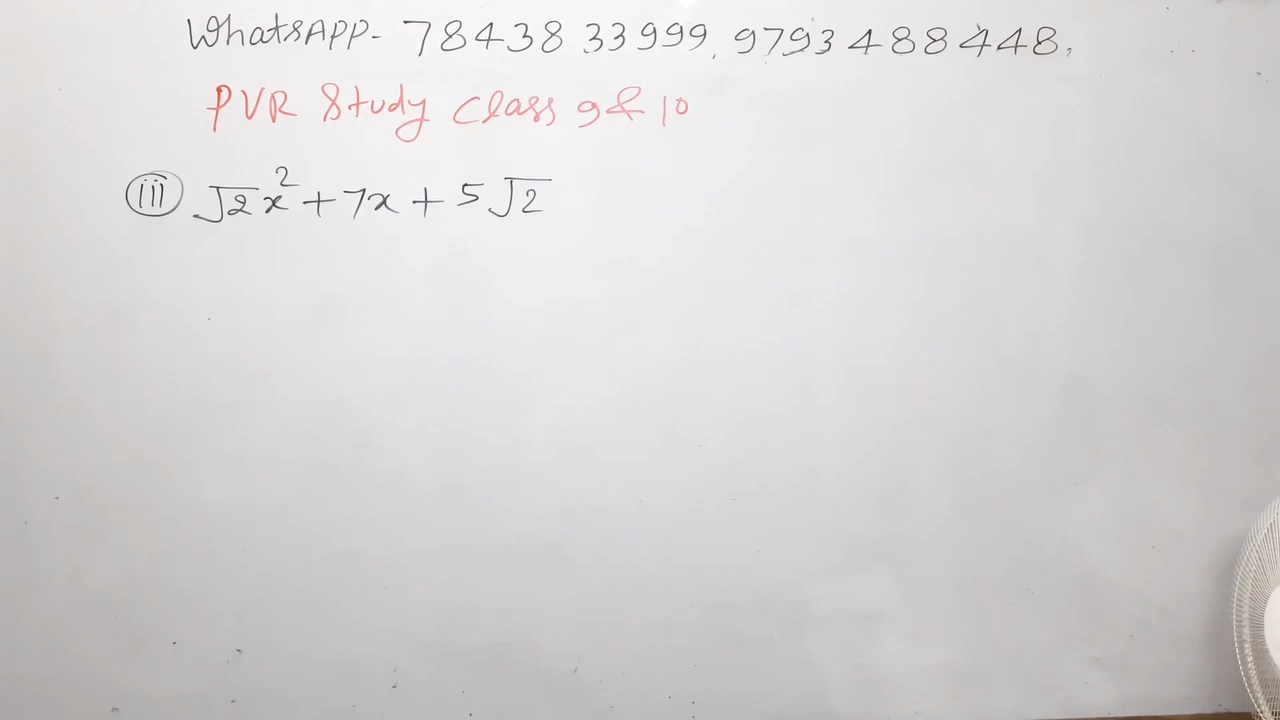 WhatsAPP- 78438 33999, 9793488448,
PVR Study Class 9 & 10
(iii) √2x² + 7x + 5√2